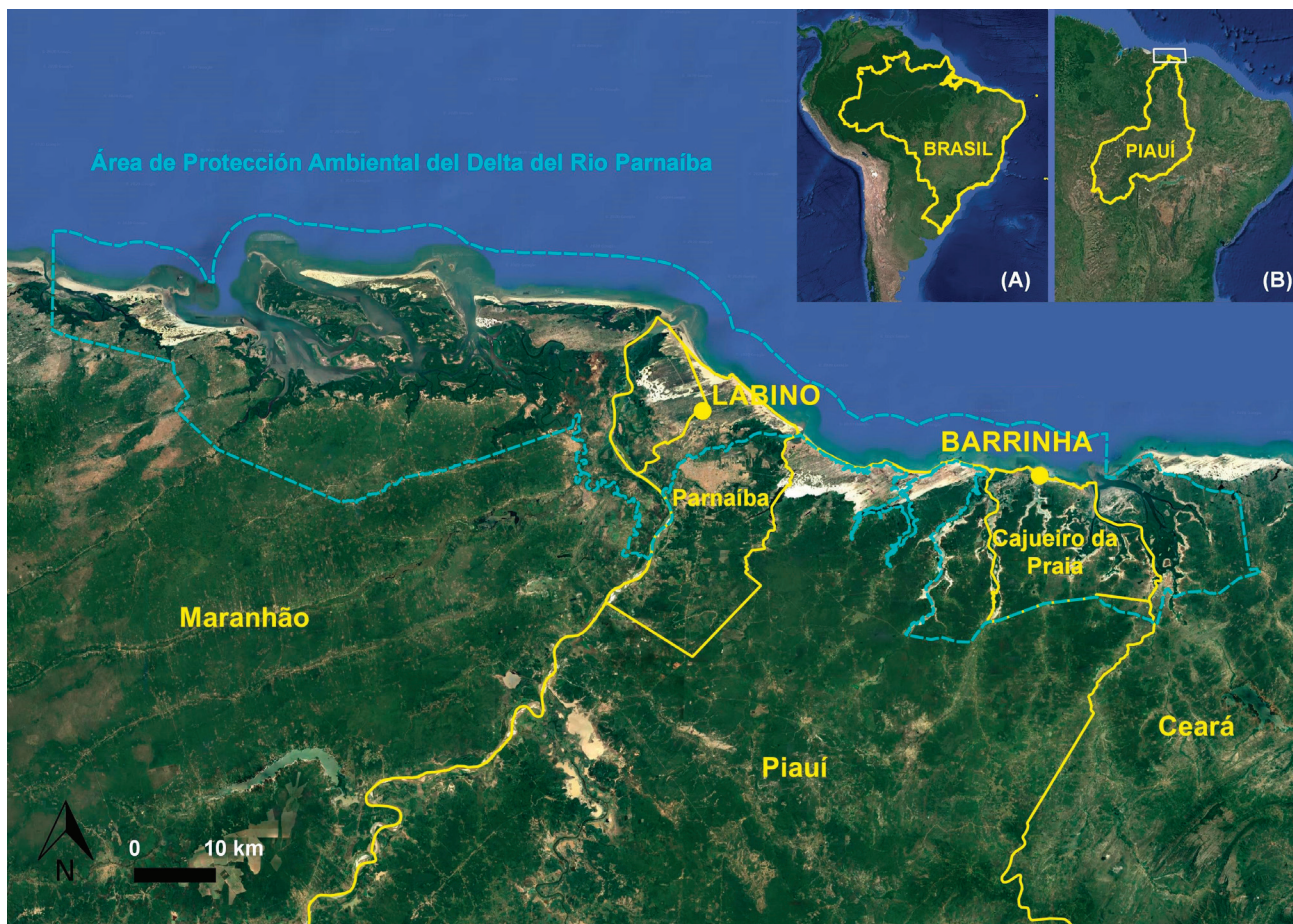 Área de Protección Ambiental del Delta del Rio Parnaíba
BRASIL
(A)
PIAUÍ
(B)
LABINO
BARRINHA
Parnaíba
Cajueiro da
Praia
Maranhão
Piauí
Ceará
N
0 10 km